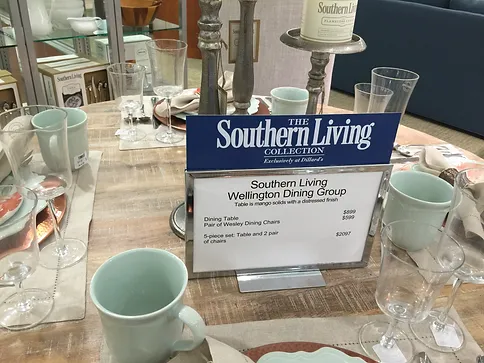 Southern Living
THE
Southern Living
COLLECTION
Exclusively at Dillard's
Southern Living
Wellington Dining Group
Table is mango solids with a distressed finish
Dining Table $899
Pair of Wesley Dining Chairs $599
5-piece set: Table and 2 pair $2097
of chairs
Southern Living